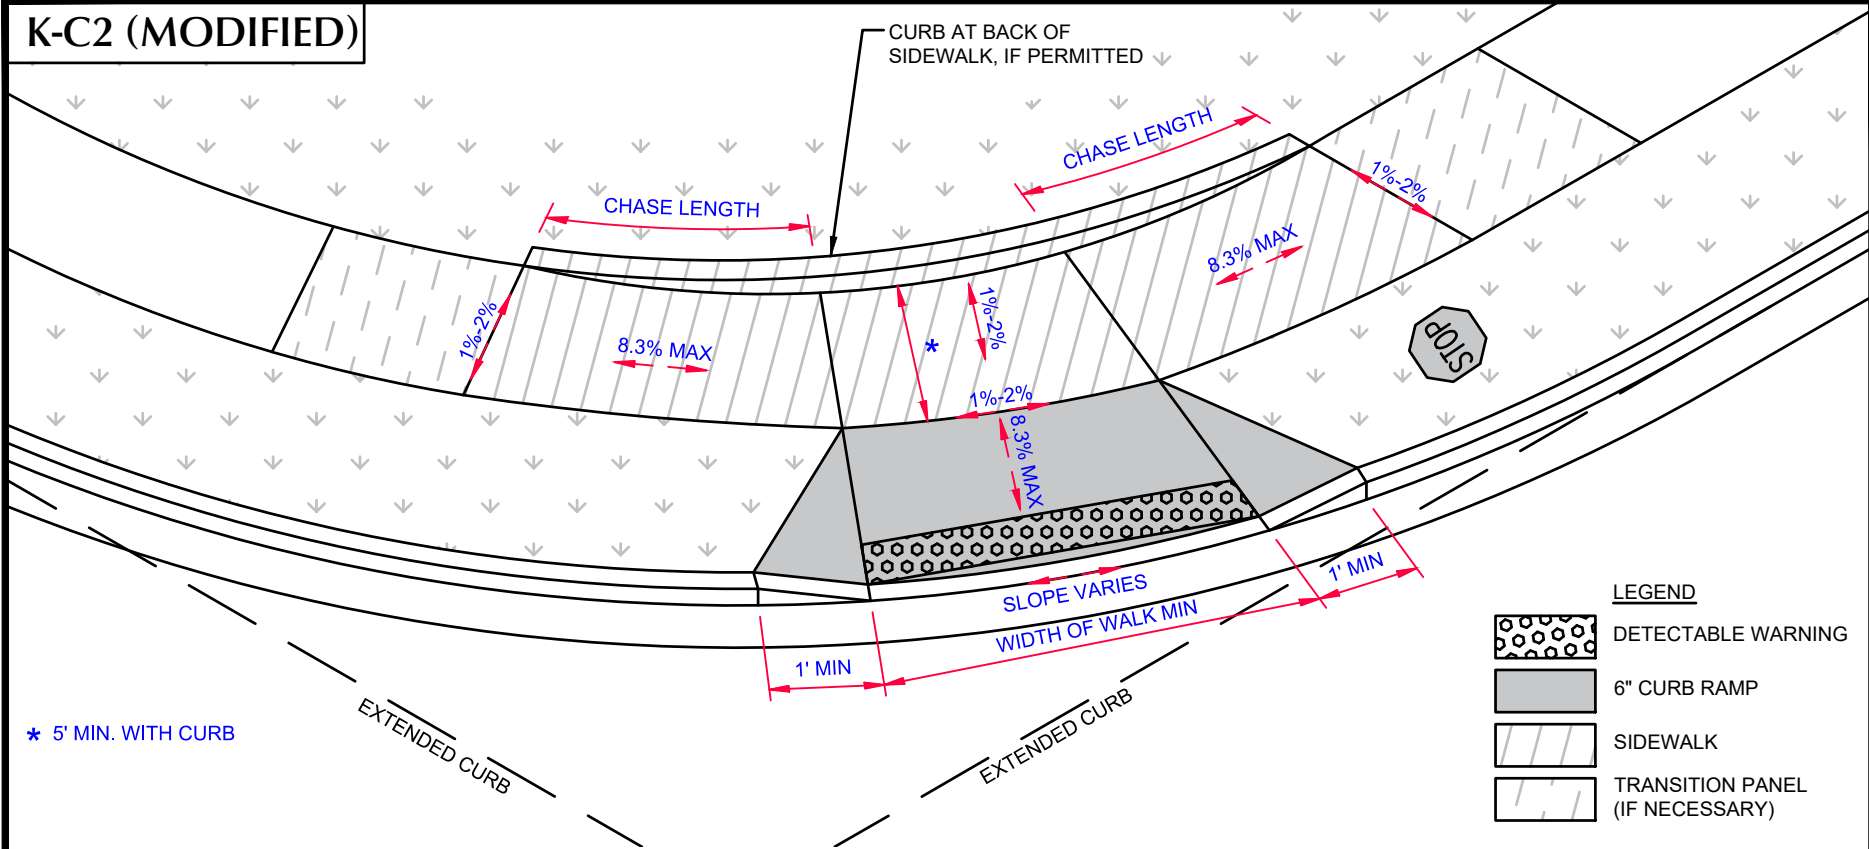 K-C2 (MODIFIED)
CURB AT BACK OF
SIDEWALK, IF PERMITTED
CHASE LENGTH
CHASE LENGTH
1%-2%
8.3% MAX
1%-2%
8.3% MAX
*
1%-2%
1%-2%
8.3% MAX
STOP
SLOPE VARIES
WIDTH OF WALK MIN
1' MIN
1' MIN
EXTENDED CURB
EXTENDED CURB
* 5' MIN. WITH CURB
LEGEND
DETECTABLE WARNING
6" CURB RAMP
SIDEWALK
TRANSITION PANEL
(IF NECESSARY)